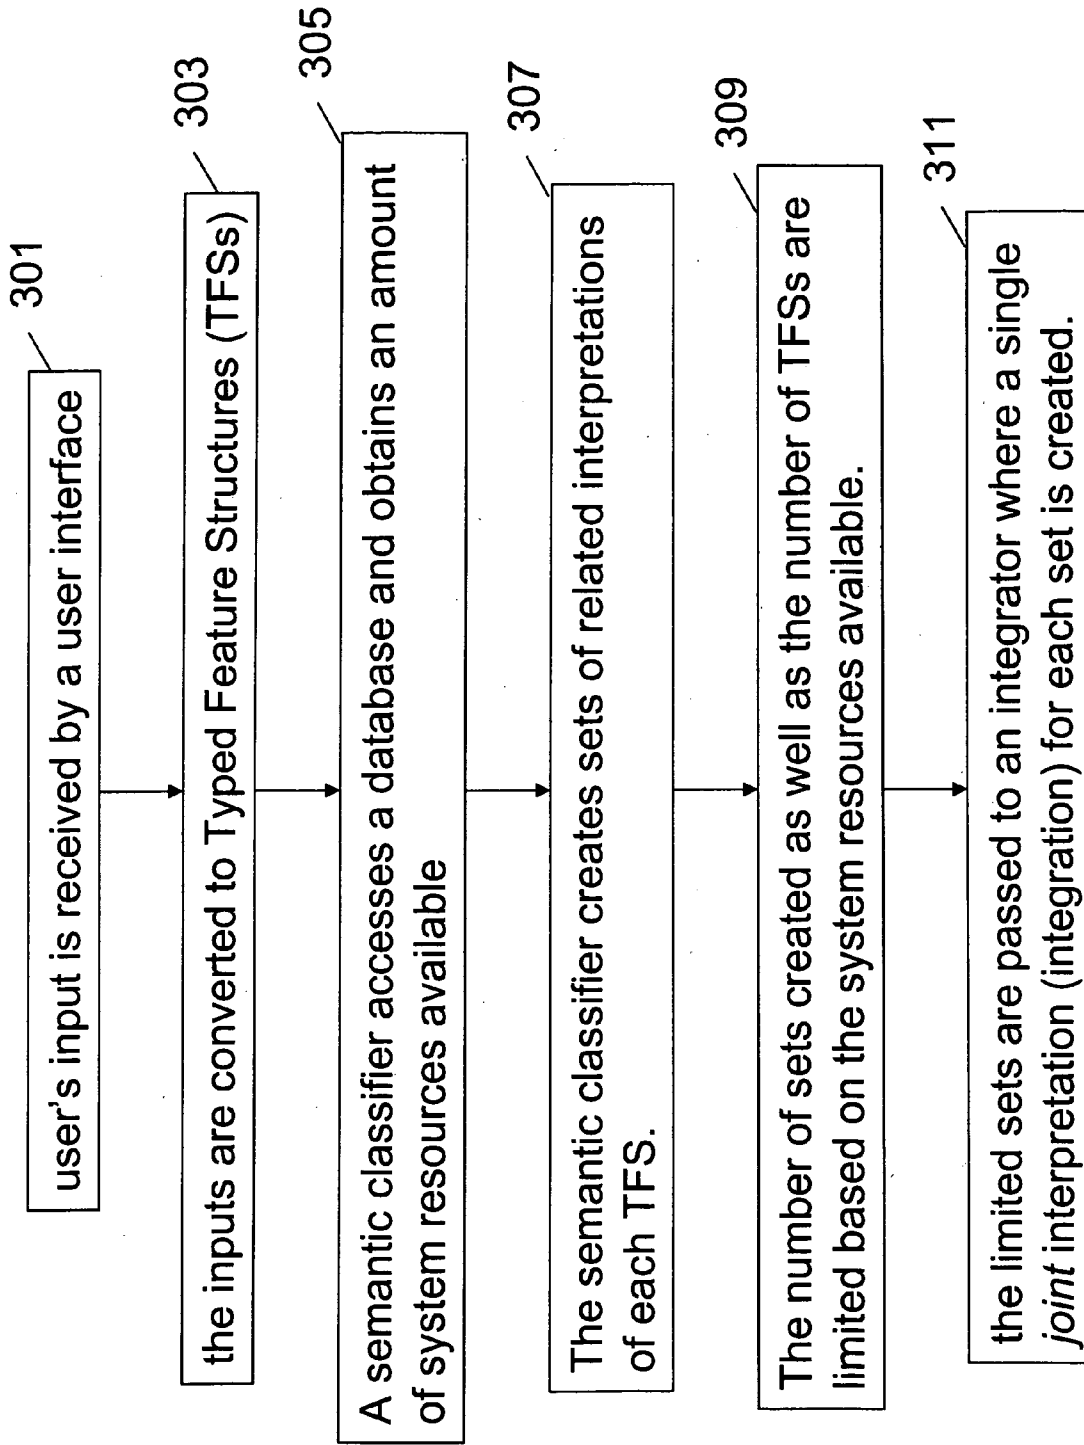 301
user's input is received by a user interface
303
the inputs are converted to Typed Feature Structures (TFSs)
305
A semantic classifier accesses a database and obtains an amount
of system resources available
307
The semantic classifier creates sets of related interpretations
of each TFS.
309
The number of sets created as well as the number of TFSs are
limited based on the system resources available.
311
the limited sets are passed to an integrator where a single
joint interpretation (integration) for each set is created.